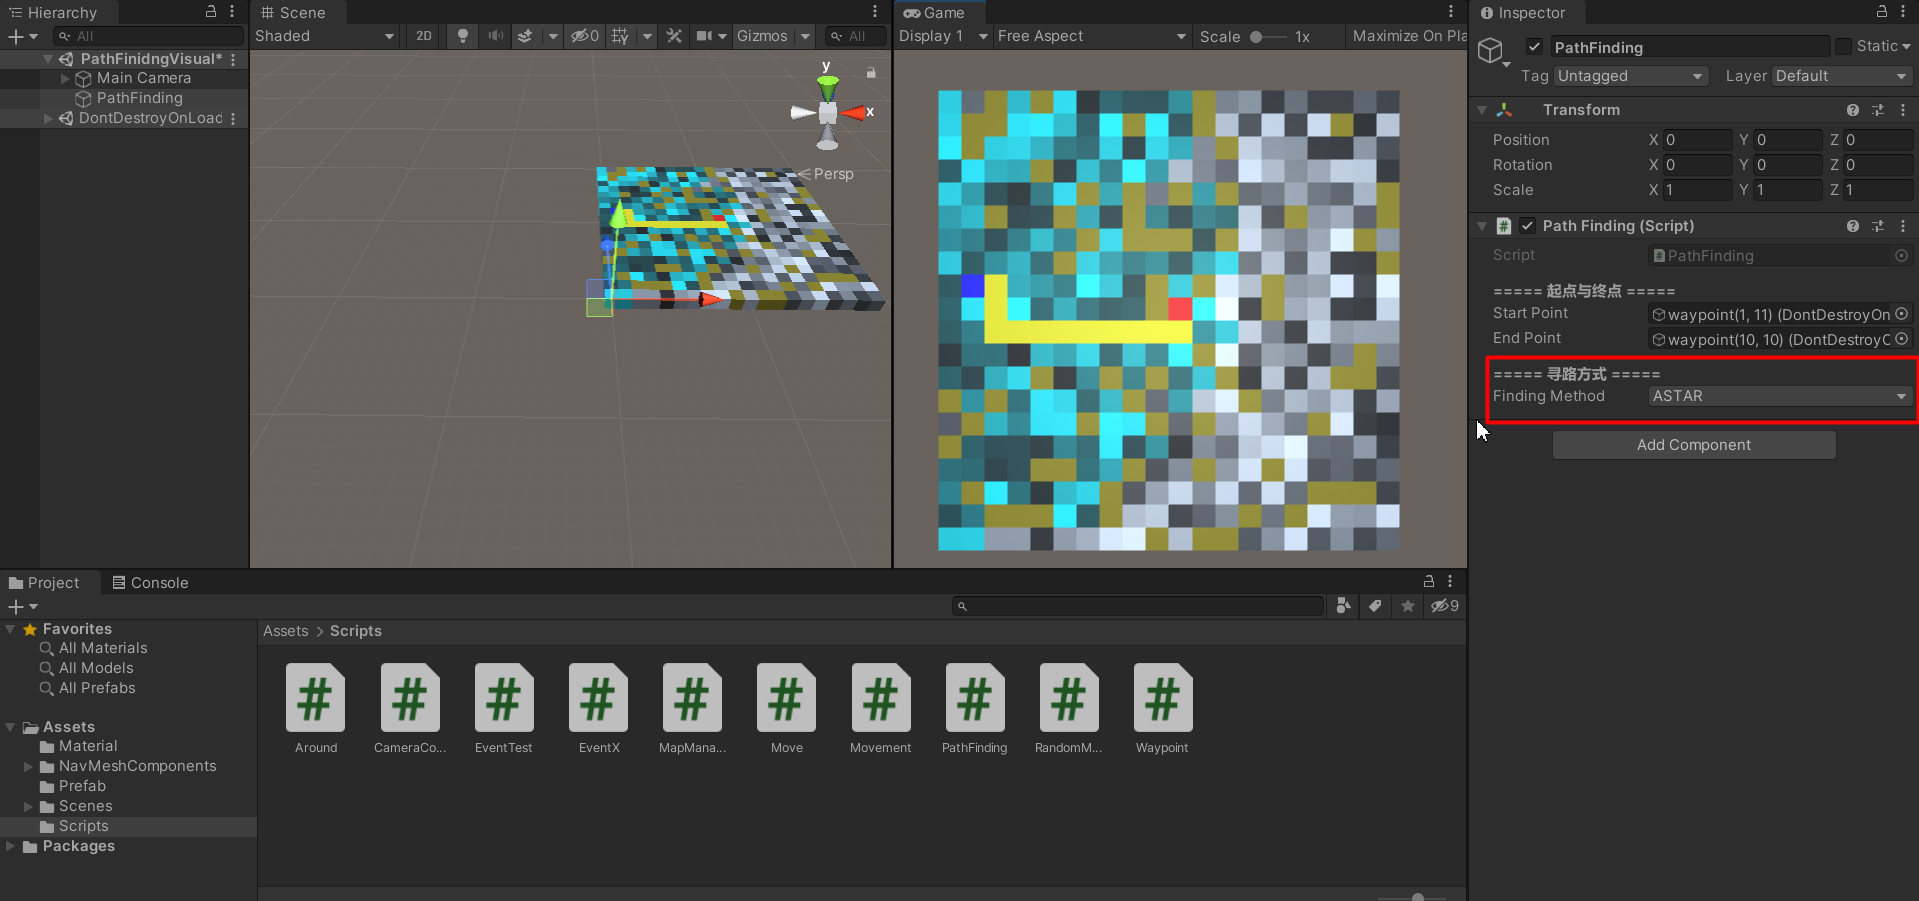 Hierarchy
All
PathFinidngVisual*
Main Camera
PathFinding
DontDestroyOnLoad
Scene
Shaded
2D
0
Gizmos
All
y
x
Persp
Game
Display 1
Free Aspect
Scale
1x
Maximize On Pla
Inspector
PathFinding
Static
Tag
Untagged
Layer
Default
Transform
Position X 0 Y 0 Z 0
Rotation X 0 Y 0 Z 0
Scale X 1 Y 1 Z 1
Path Finding (Script)
Script
PathFinding
===== 起点与终点 =====
Start Point
waypoint(1, 11) (DontDestroyOn
End Point
waypoint(10, 10) (DontDestroyC
===== 寻路方式 =====
Finding Method
ASTAR
Add Component
Project
Console
9
Favorites
All Materials
All Models
All Prefabs
Assets
Material
NavMeshComponents
Prefab
Scenes
Scripts
Packages
Assets > Scripts
Around
CameraCo...
EventTest
EventX
MapMana...
Move
Movement
PathFinding
RandomM...
Waypoint